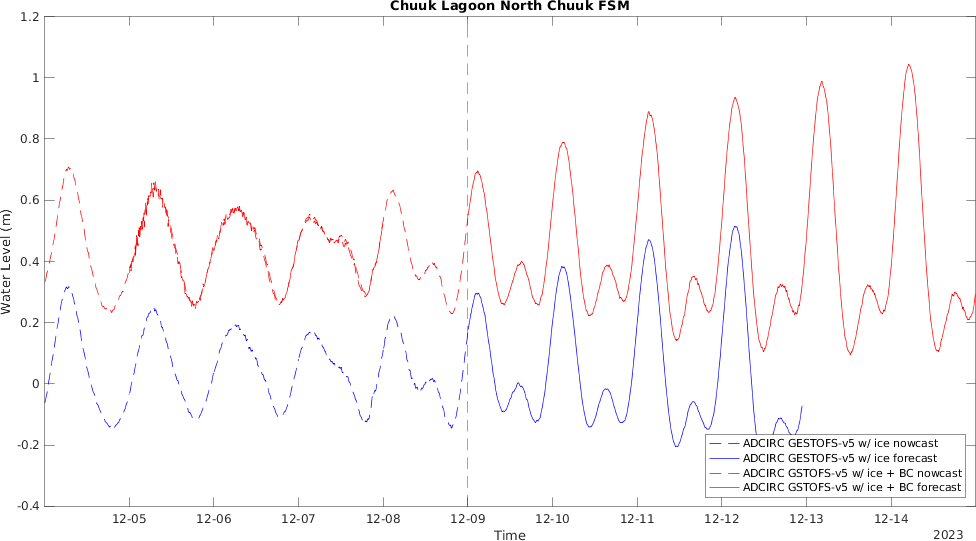 Chuuk Lagoon North Chuuk FSM
1.2
1
0.8
0.6
0.4
0.2
0
-0.2
-0.4
Water Level (m)
12-05 12-06 12-07 12-08 12-09 12-10 12-11 12-12 12-13 12-14
Time
2023
ADCIRC GESTOFS-v5 w/ ice nowcast
ADCIRC GESTOFS-v5 w/ ice forecast
ADCIRC GSTOFS-v5 w/ ice + BC nowcast
ADCIRC GSTOFS-v5 w/ ice + BC forecast